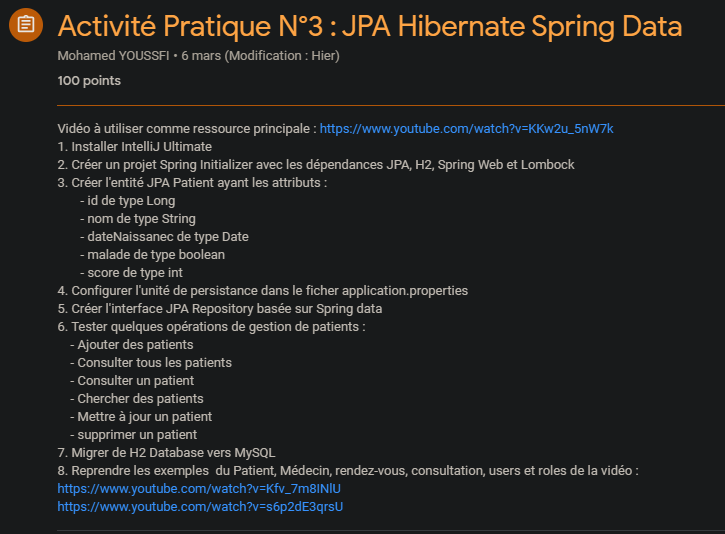 Activité Pratique N°3 : JPA Hibernate Spring Data
Mohamed YOUSSFI • 6 mars (Modification : Hier)
100 points
Vidéo à utiliser comme ressource principale : https://www.youtube.com/watch?v=KKw2u_5nW7k
1. Installer IntelliJ Ultimate
2. Créer un projet Spring Initializer avec les dépendances JPA, H2, Spring Web et Lombock
3. Créer l'entité JPA Patient ayant les attributs :
- id de type Long
- nom de type String
- dateNaissanec de type Date
- malade de type boolean
- score de type int
4. Configurer l'unité de persistance dans le ficher application.properties
5. Créer l'interface JPA Repository basée sur Spring data
6. Tester quelques opérations de gestion de patients :
- Ajouter des patients
- Consulter tous les patients
- Consulter un patient
- Chercher des patients
- Mettre à jour un patient
- supprimer un patient
7. Migrer de H2 Database vers MySQL
8. Reprendre les exemples du Patient, Médecin, rendez-vous, consultation, users et roles de la vidéo :
https://www.youtube.com/watch?v=Kfv_7m8INlU
https://www.youtube.com/watch?v=s6p2dE3qrsU